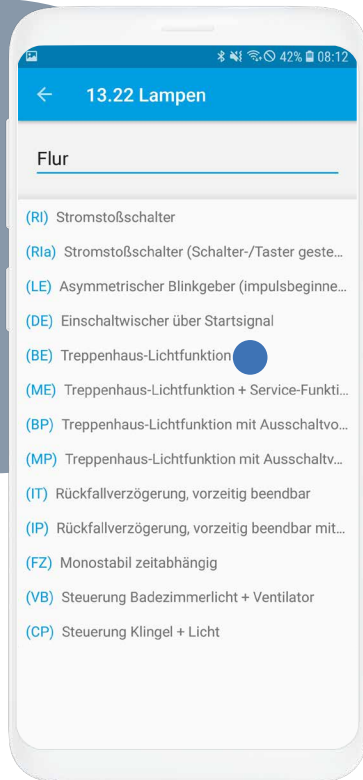 42% 08:12
13.22 Lampen
Flur
(RI) Stromstoßschalter
(RIa) Stromstoßschalter (Schalter-/Taster geste...
(LE) Asymmetrischer Blinkgeber (impulsbeginne...
(DE) Einschaltwischer über Startsignal
(BE) Treppenhaus-Lichtfunktion
(ME) Treppenhaus-Lichtfunktion + Service-Funkti...
(BP) Treppenhaus-Lichtfunktion mit Ausschaltvo...
(MP) Treppenhaus-Lichtfunktion mit Ausschaltv...
(IT) Rückfallverzögerung, vorzeitig beendbar
(IP) Rückfallverzögerung, vorzeitig beendbar mit...
(FZ) Monostabil zeitabhängig
(VB) Steuerung Badezimmerlicht + Ventilator
(CP) Steuerung Klingel + Licht